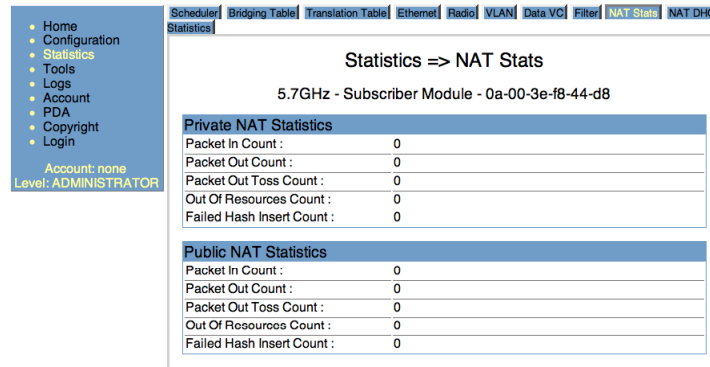 Home
Configuration
Statistics
Tools
Logs
Account
PDA
Copyright
Login
Account: none
Level: ADMINISTRATOR
Scheduler Bridging Table Translation Table Ethernet Radio VLAN Data VC Filter NAT Stats NAT DHC
Statistics
Statistics => NAT Stats
5.7GHz - Subscriber Module - 0a-00-3e-f8-44-d8
Private NAT Statistics
Packet In Count : 0
Packet Out Count : 0
Packet Out Toss Count : 0
Out Of Resources Count : 0
Failed Hash Insert Count : 0
Public NAT Statistics
Packet In Count : 0
Packet Out Count : 0
Packet Out Toss Count : 0
Out Of Resources Count : 0
Failed Hash Insert Count : 0